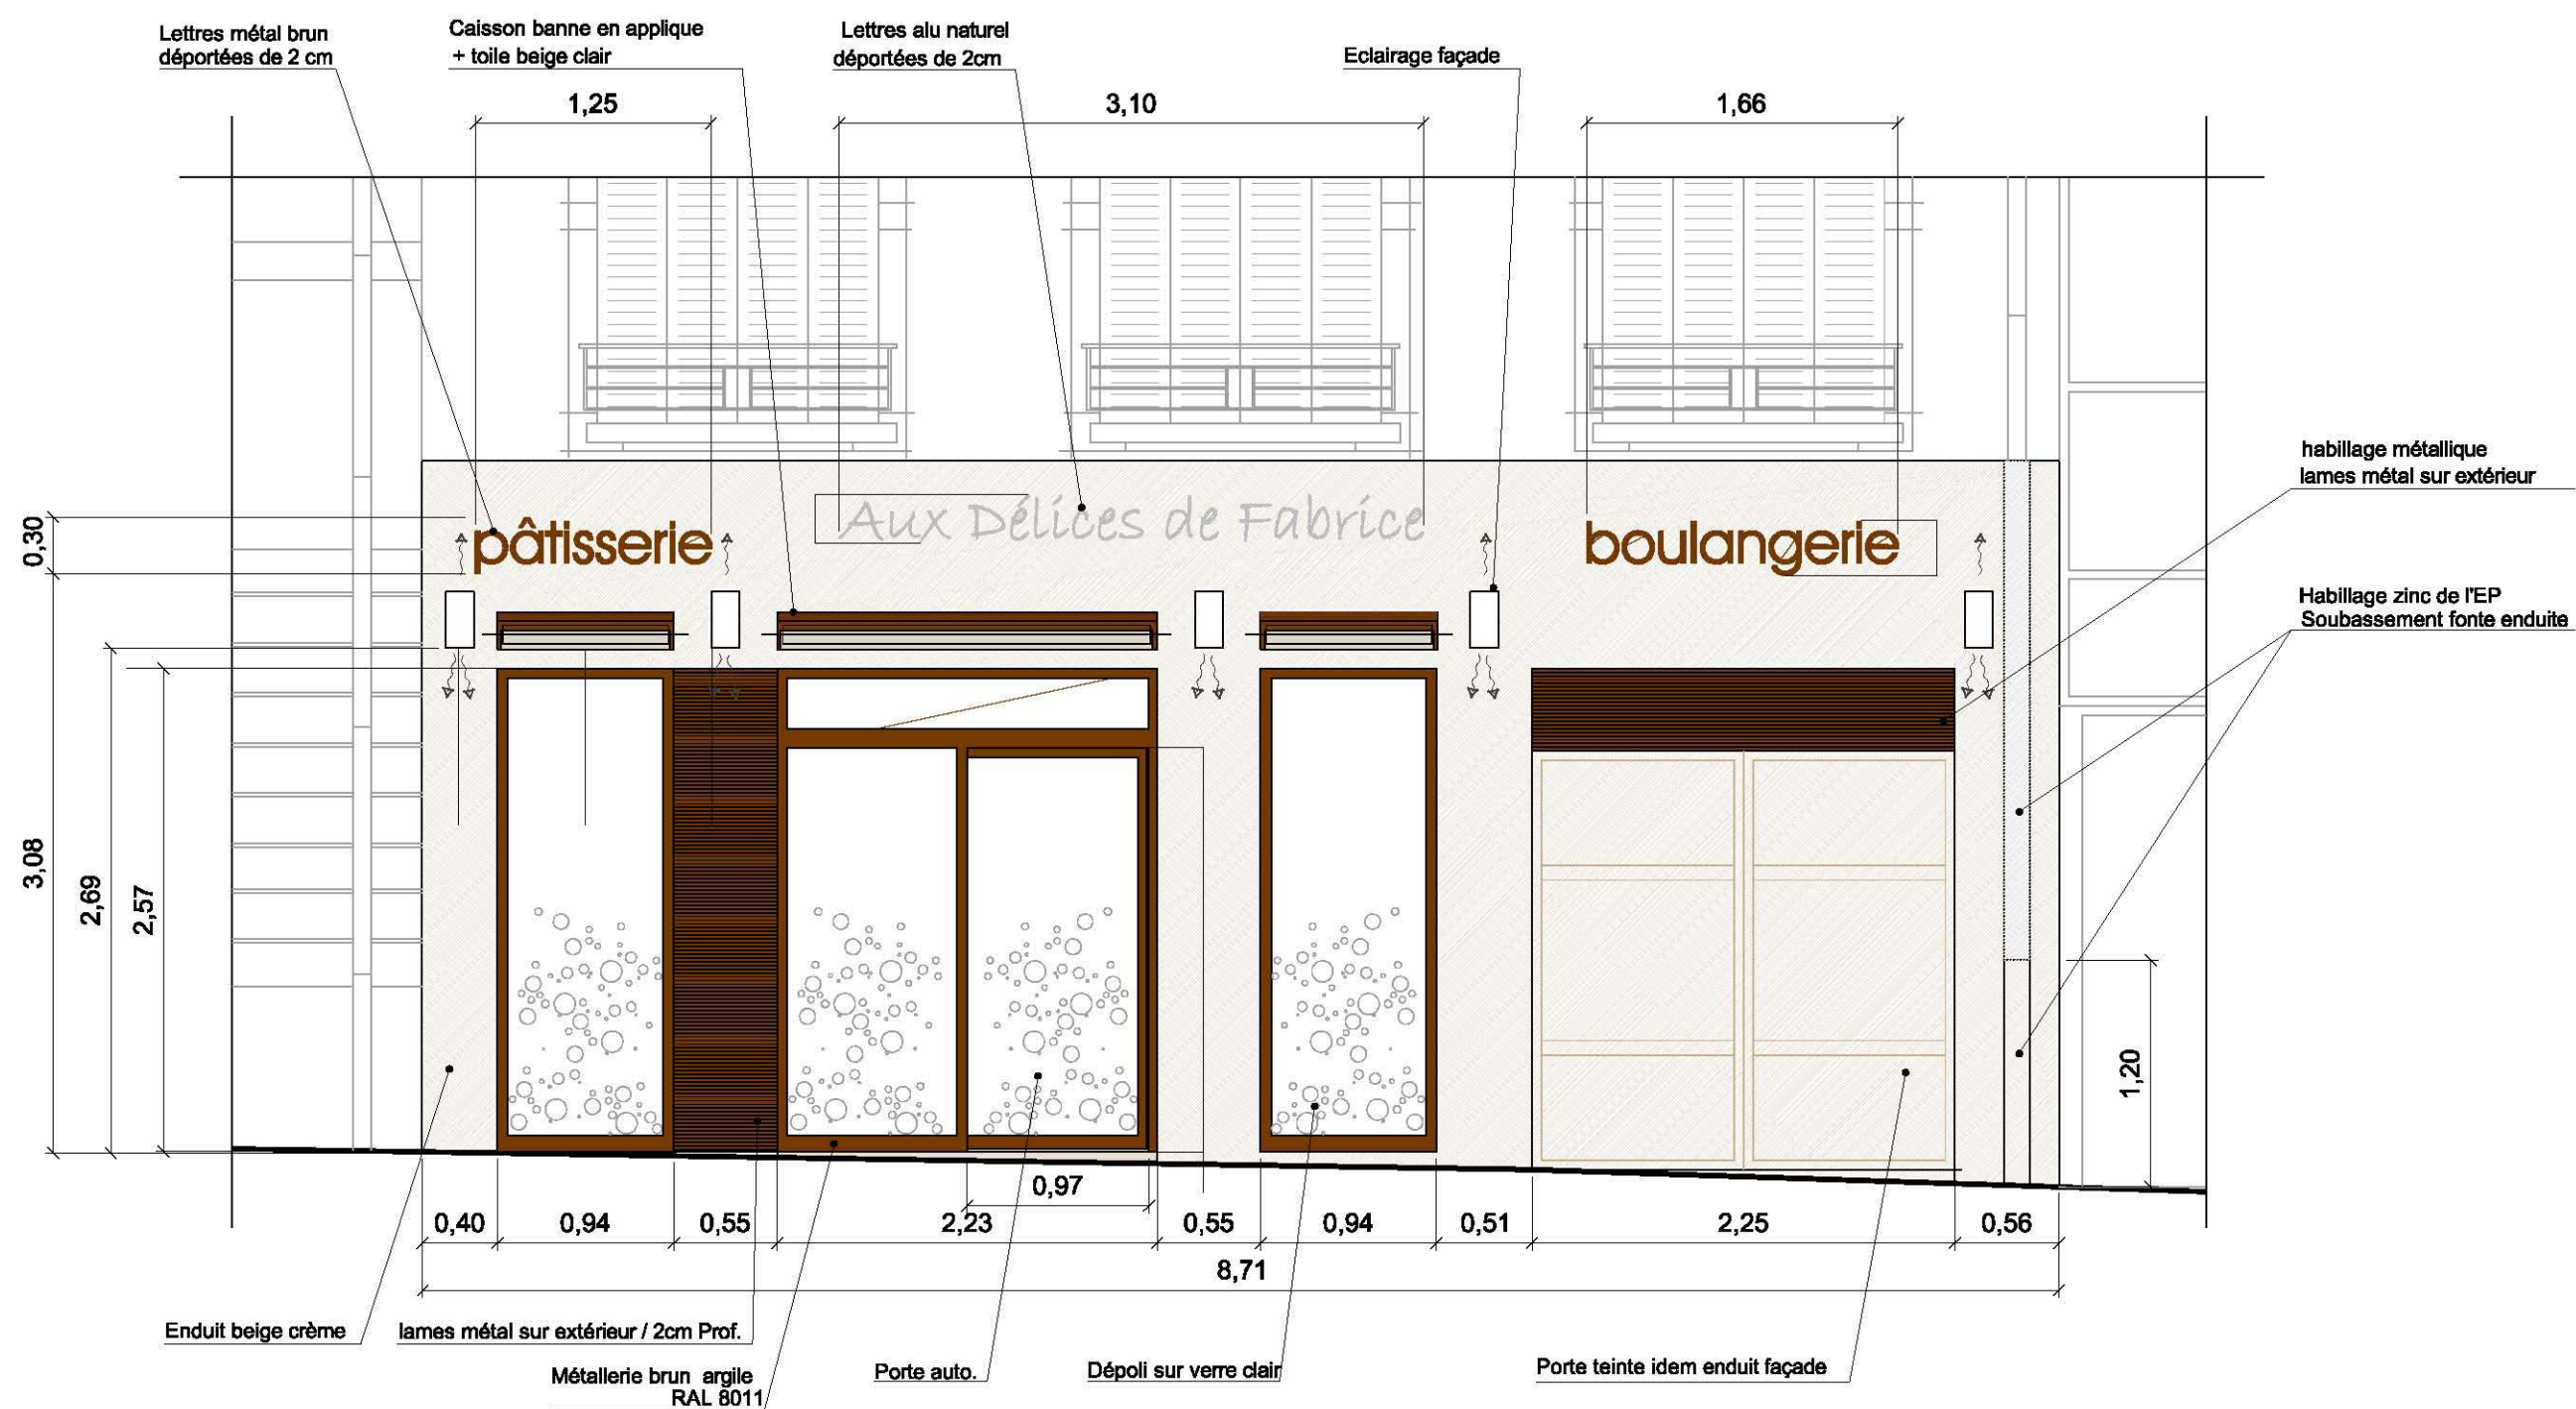 Lettres métal brun
déportées de 2 cm
Caisson banne en applique
+ toile beige clair
Lettres alu naturel
déportées de 2cm
Eclairage façade
1,25
3,10
1,66
habillage métallique
lames métal sur extérieur
Aux Délices de Fabrice
pâtisserie
boulangerie
0,30
Habillage zinc de l'EP
Soubassement fonte enduite
3,08
2,69
2,57
1,20
0,97
0,40
0,94
0,55
2,23
0,55
0,94
0,51
2,25
0,56
8,71
Enduit beige crème
lames métal sur extérieur / 2cm Prof.
Métallerie brun argile
RAL 8011
Porte auto.
Dépoli sur verre clair
Porte teinte idem enduit façade